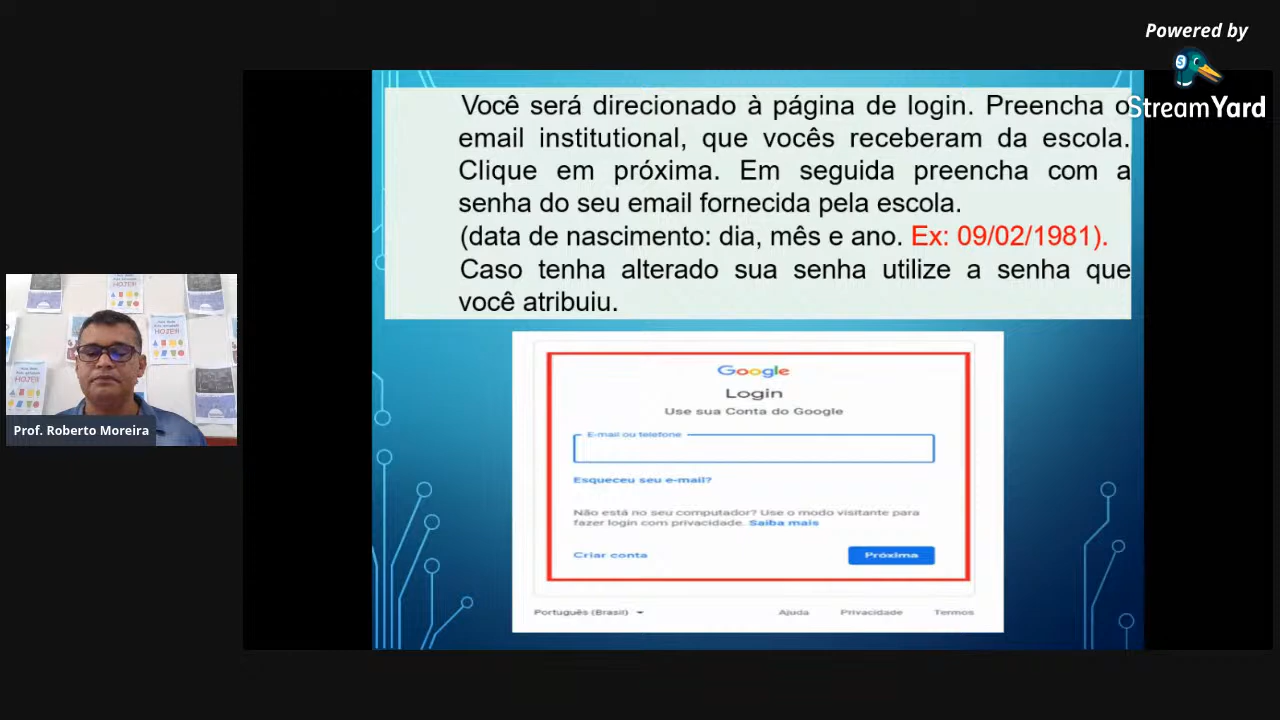 Powered by
StreamYard
Você será direcionado à página de login. Preencha o
email institutional, que vocês receberam da escola.
Clique em próxima. Em seguida preencha com a
senha do seu email fornecida pela escola.
(data de nascimento: dia, mês e ano. Ex: 09/02/1981).
Caso tenha alterado sua senha utilize a senha que
você atribuiu.
HOJE!!!
HOJE!!!
Prof. Roberto Moreira
Google
Login
Use sua Conta do Google
E-mail ou telefone
Esqueceu seu e-mail?
Não está no seu computador? Use o modo visitante para
fazer login com privacidade. Saiba mais
Criar conta
Próxima
Português (Brasil)
Ajuda Privacidade Termos